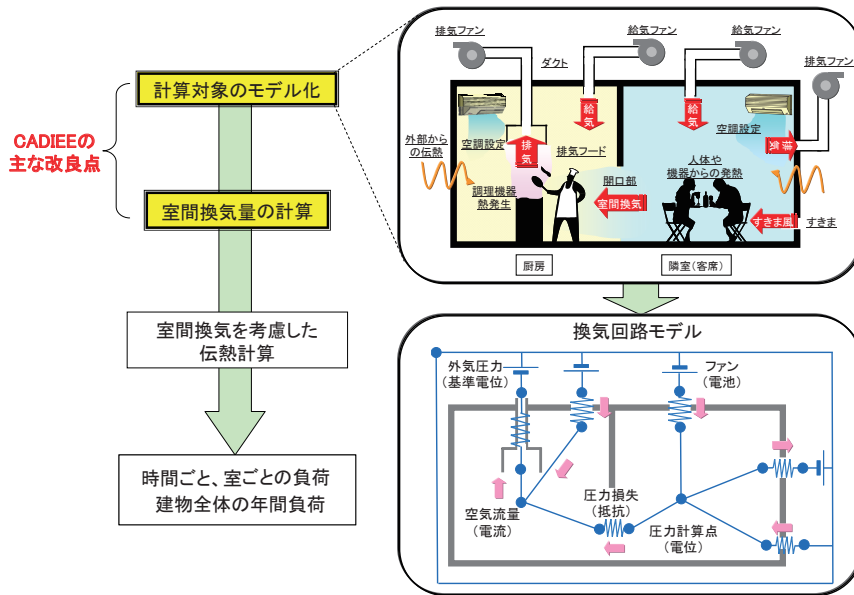 計算対象のモデル化
CADIEEの
主な改良点
室間換気量の計算
室間換気を考慮した
伝熱計算
時間ごと、室ごとの負荷
建物全体の年間負荷
排気ファン
給気ファン
給気ファン
排気ファン
ダクト
給気
給気
空調設定
排気
排気フード
空調設定
排気
外部から
の伝熱
人体や
機器からの発熱
調理機器
熱発生
開口部
室間換気
すきま風
すきま
厨房
隣室(客席)
換気回路モデル
外気圧力
(基準電位)
ファン
(電池)
空気流量
(電流)
圧力損失
(抵抗)
圧力計算点
(電位)